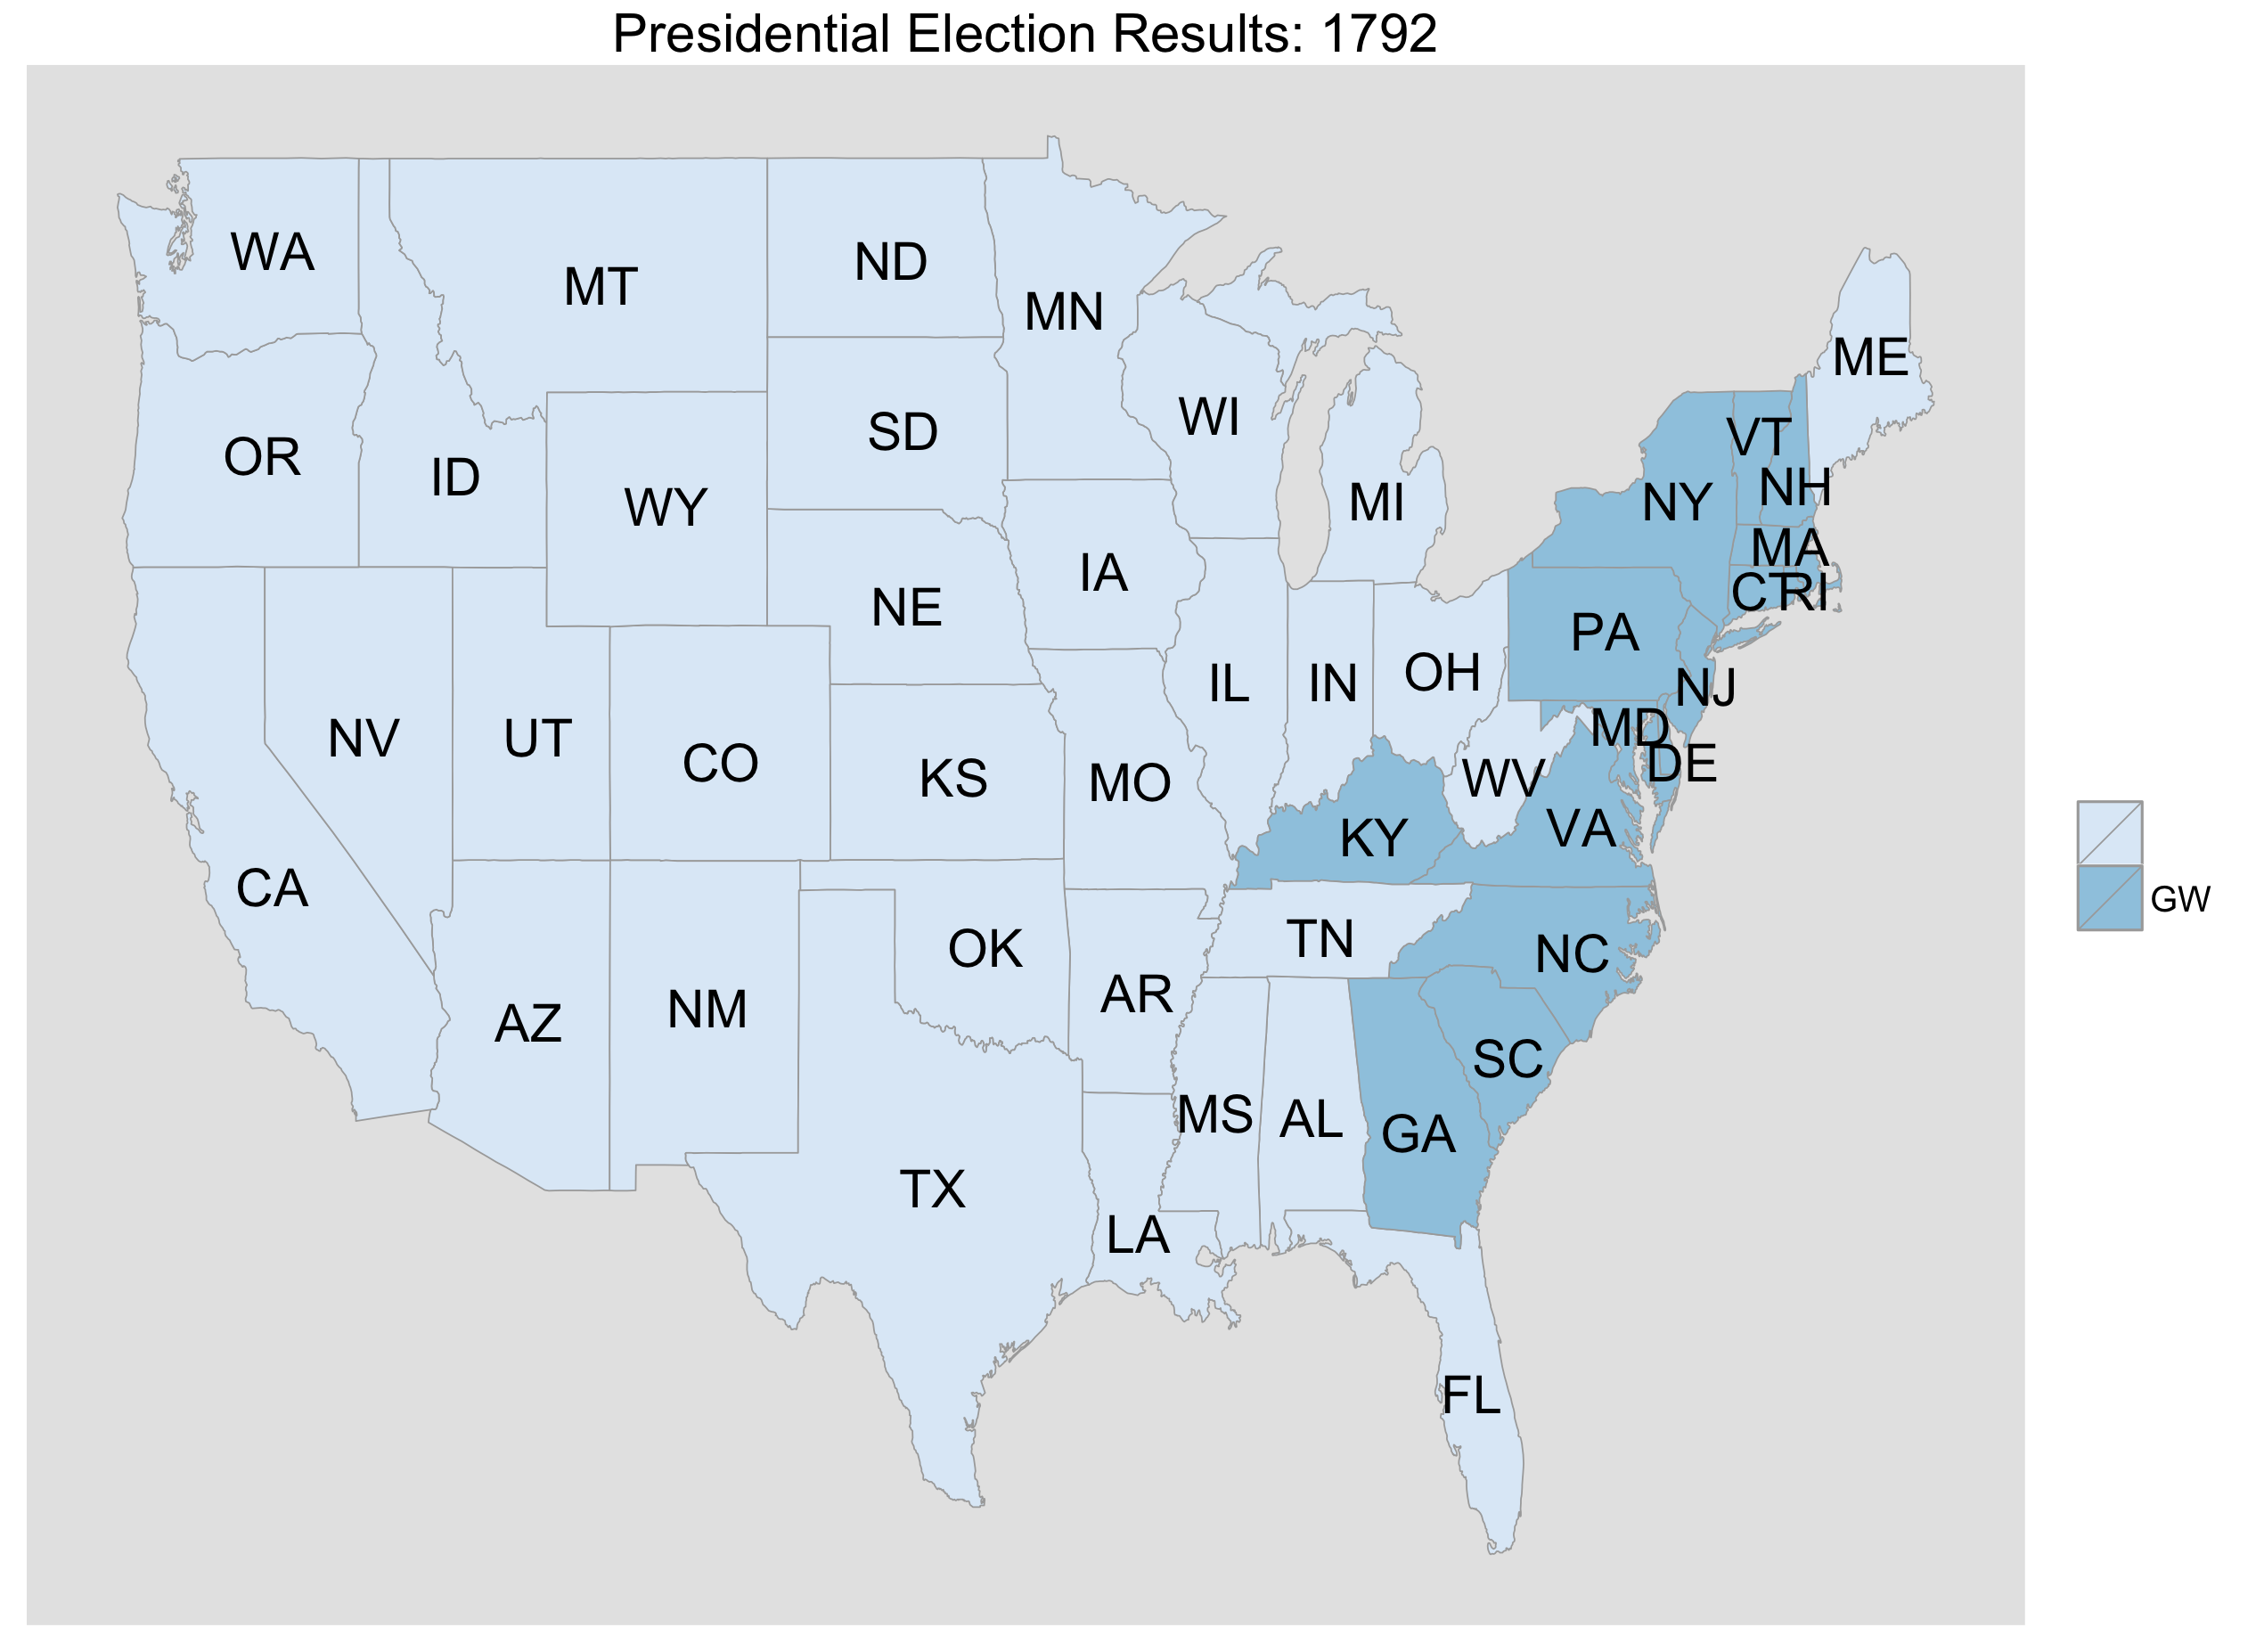 Presidential Election Results: 1792
WA
MT
ND
MN
ME
OR
ID
WY
SD
WI
MI
NY
VT
NH
MA
CT
RI
NE
IA
PA
NJ
NV
UT
CO
KS
MO
IL
IN
OH
WV
MD
DE
VA
KY
CA
GW
AZ
NM
OK
AR
TN
NC
SC
MS
AL
GA
TX
LA
FL